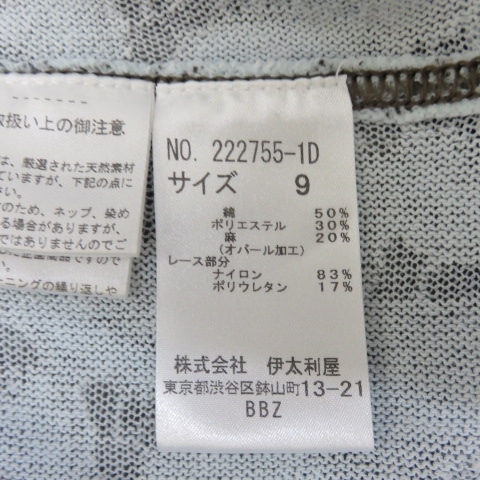 取扱い上の御注意
は、厳選された天然素材
ていますが、下記の点に
さい。
のため、ネップ、染め
る場合がありますが、
ではありませんのでご
ーニングの繰り返しや
NO. 222755-1D
サイズ 9
綿 50%
ポリエステル 30%
麻 20%
(オパール加工)
レース部分
ナイロン 83%
ポリウレタン 17%
株式会社 伊太利屋
東京都渋谷区鉢山町13-21
BBZ